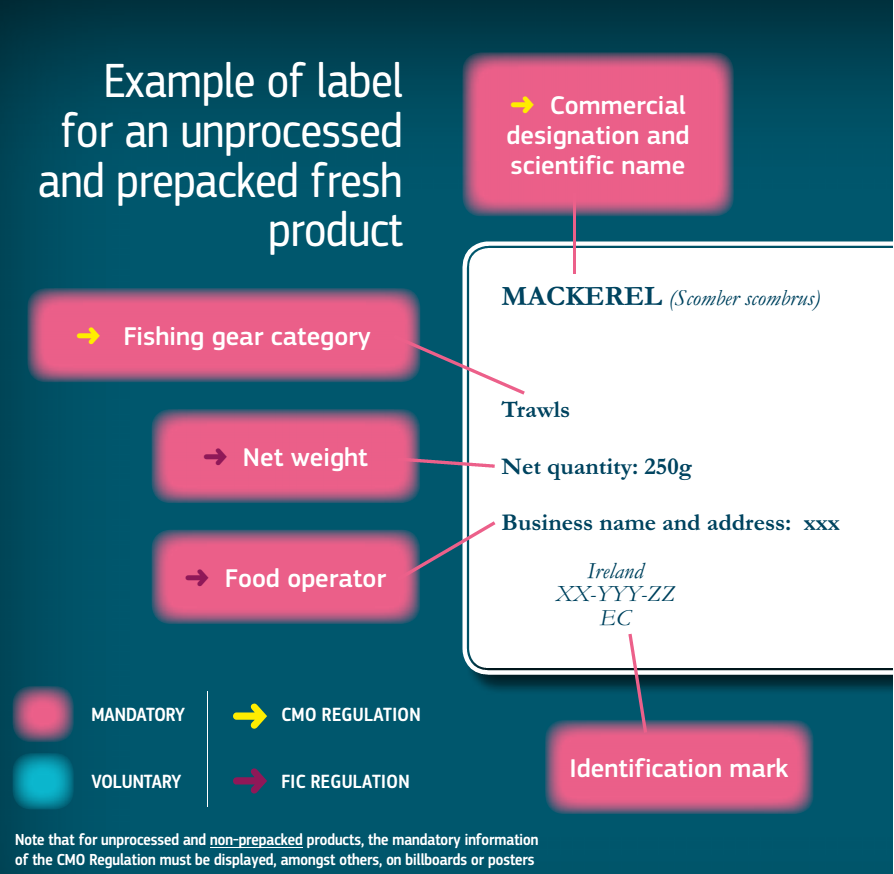 Example of label
for an unprocessed
and prepacked fresh
product
➔ Commercial
designation and
scientific name
MACKEREL (Scomber scombrus)
➔ Fishing gear category
Trawls
➔ Net weight
Net quantity: 250g
Business name and address: xxx
➔ Food operator
Ireland
XX-YYY-ZZ
EC
Identification mark
MANDATORY
➔ CMO REGULATION
VOLUNTARY
➔ FIC REGULATION
Note that for unprocessed and non-prepacked products, the mandatory information
of the CMO Regulation must be displayed, amongst others, on billboards or posters